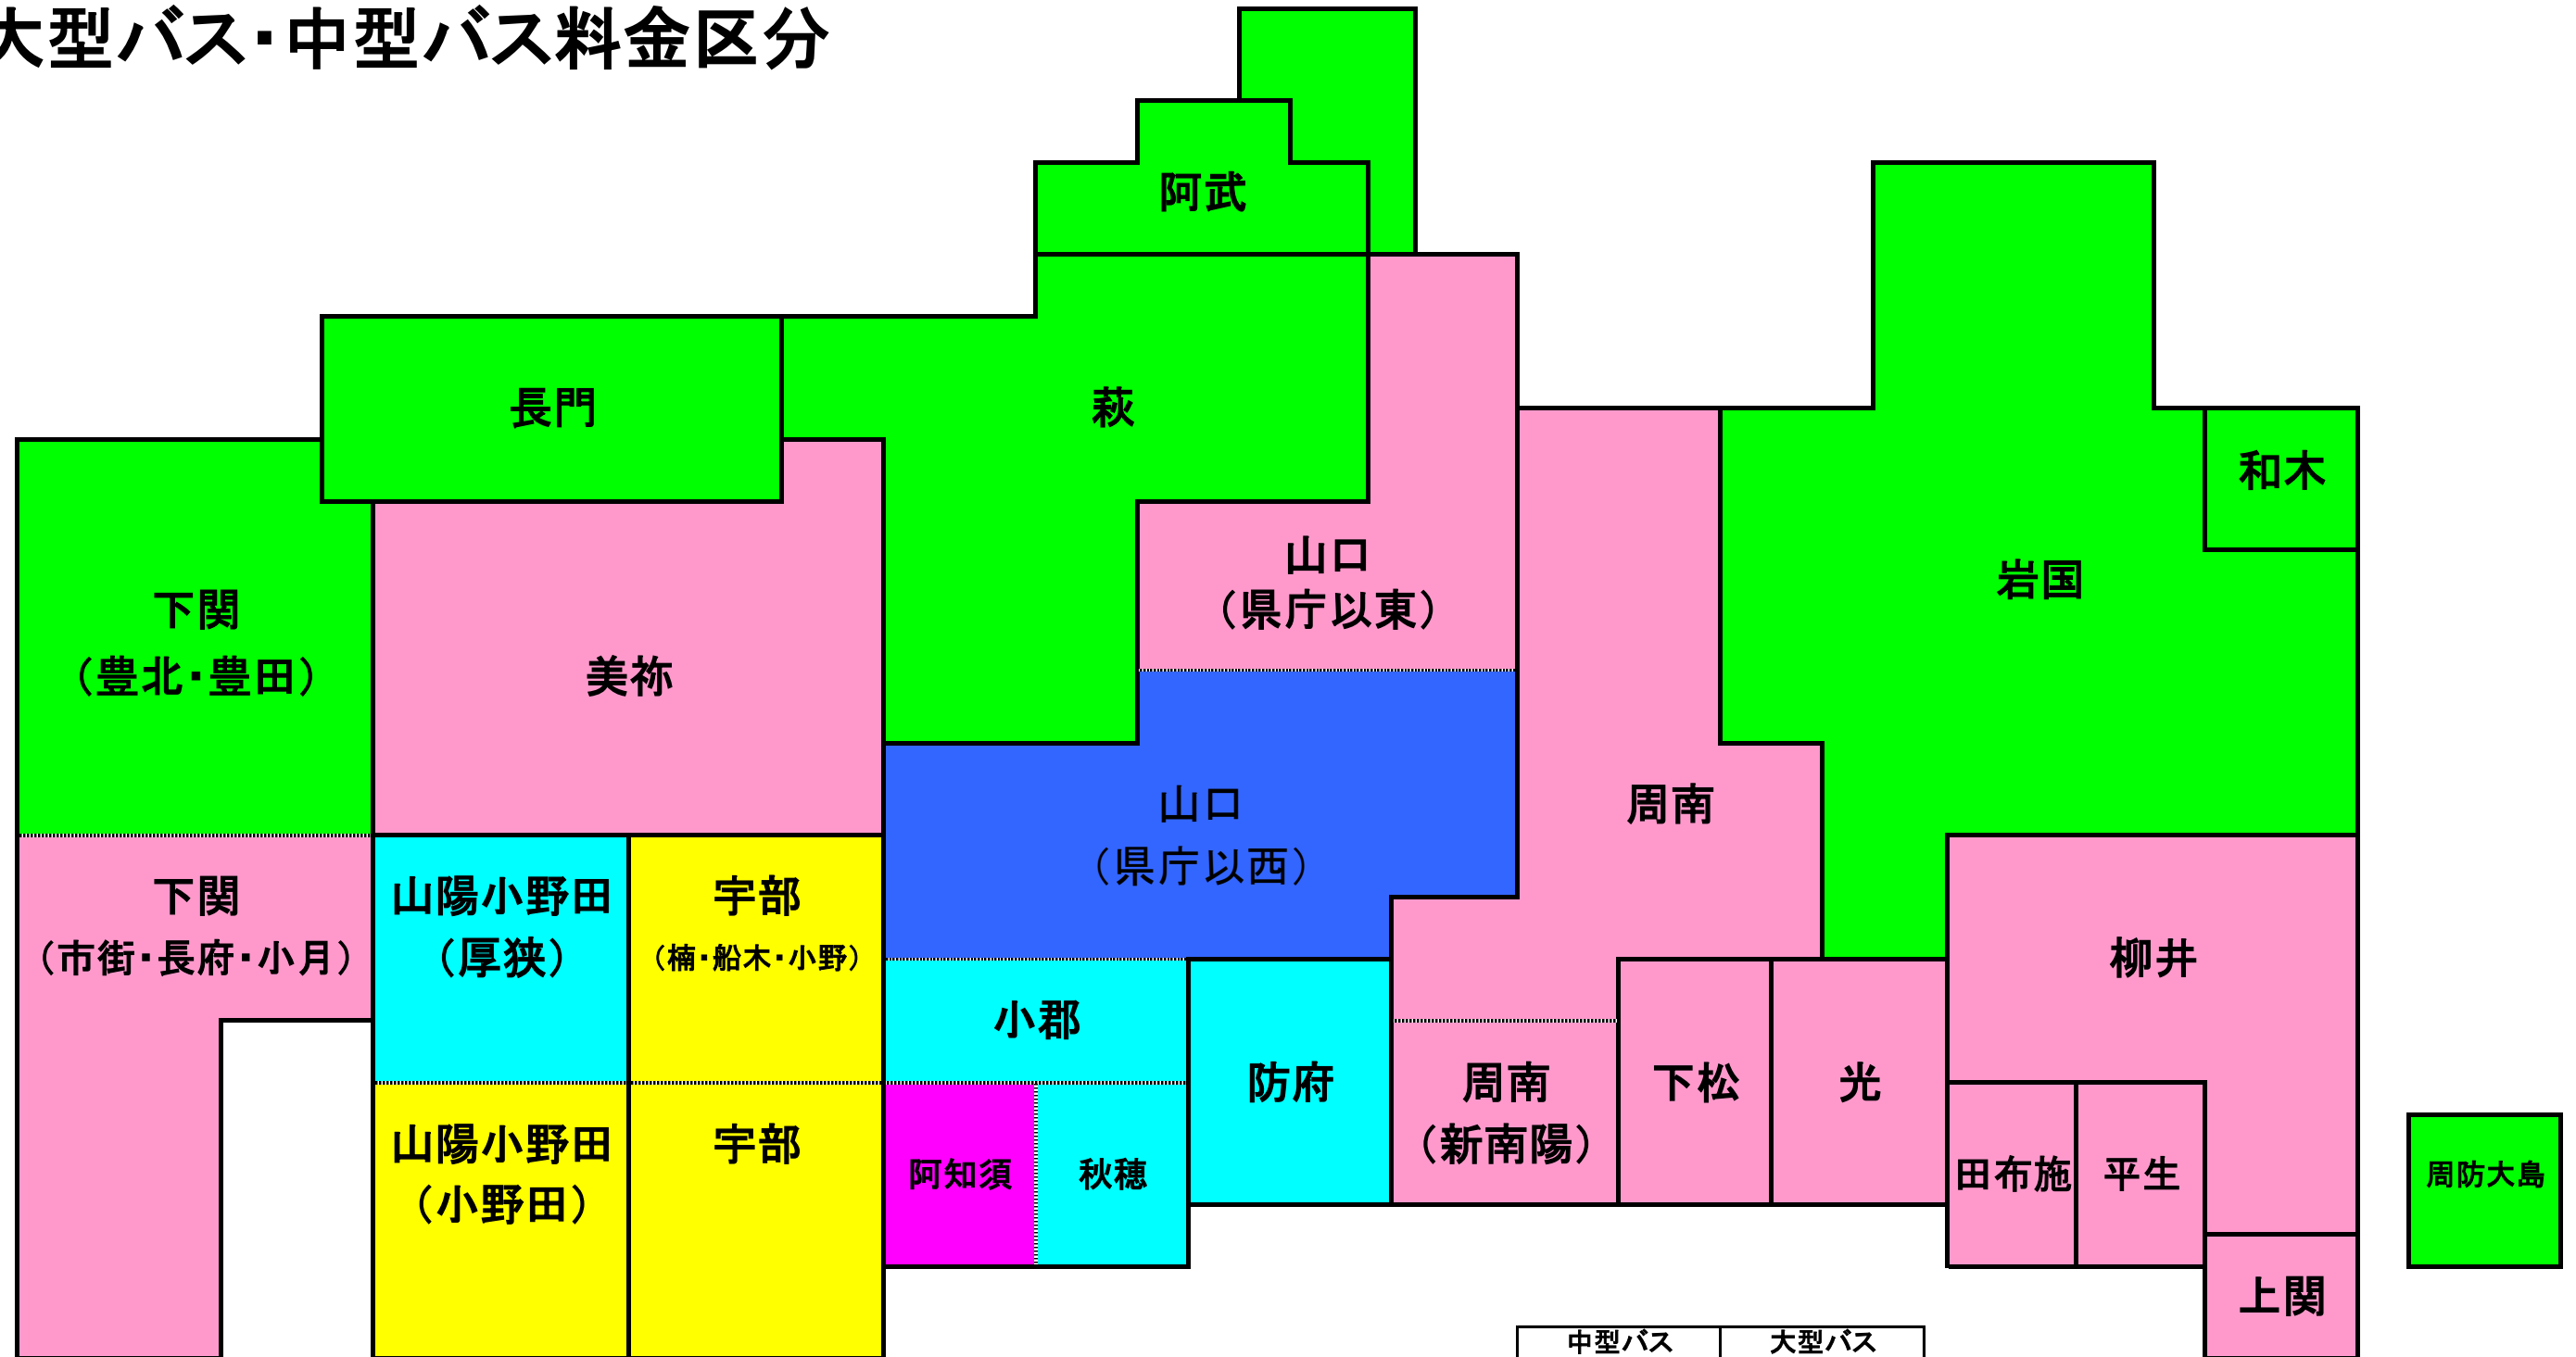 大型バス・中型バス料金区分
阿武
長門
萩
和木
山口
（県庁以東）
岩国
下関
（豊北・豊田）
美祢
山口
（県庁以西）
周南
下関
（市街・長府・小月）
山陽小野田
（厚狭）
宇部
（楠・船木・小野）
小郡
防府
柳井
周南
（新南陽）
下松
光
山陽小野田
（小野田）
宇部
阿知須
秋穂
田布施
平生
周防大島
上関
中型バス
大型バス